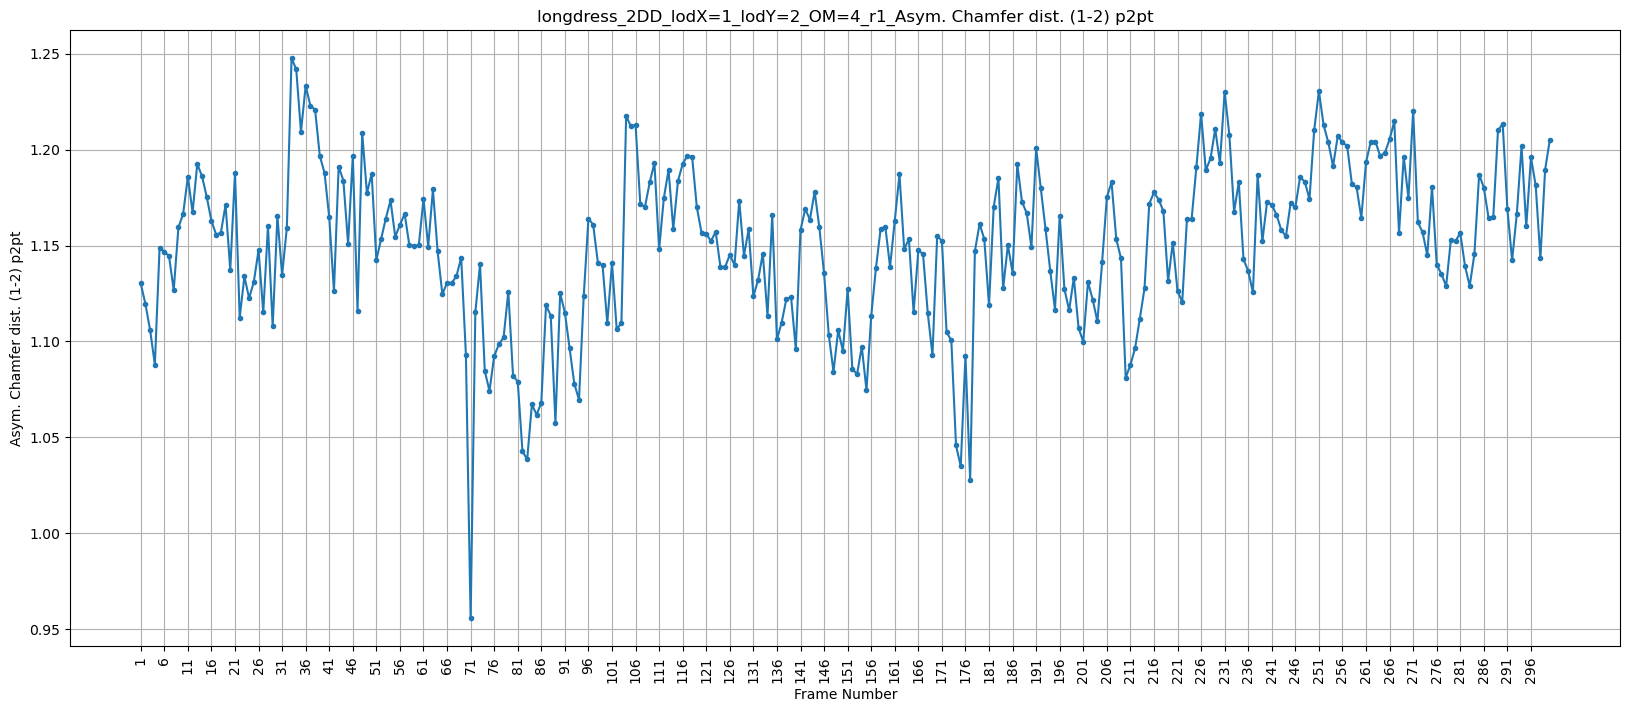 longdress_2DD_lodX=1_lodY=2_OM=4_r1_Asym. Chamfer dist. (1-2) p2pt
Asym. Chamfer dist. (1-2) p2pt
1.25
1.20
1.15
1.10
1.05
1.00
0.95
1 6 11 16 21 26 31 36 41 46 51 56 61 66 71 76 81 86 91 96 101 106 111 116 121 126 131 136 141 146 151 156 161 166 171 176 181 186 191 196 201 206 211 216 221 226 231 236 241 246 251 256 261 266 271 276 281 286 291 296
Frame Number